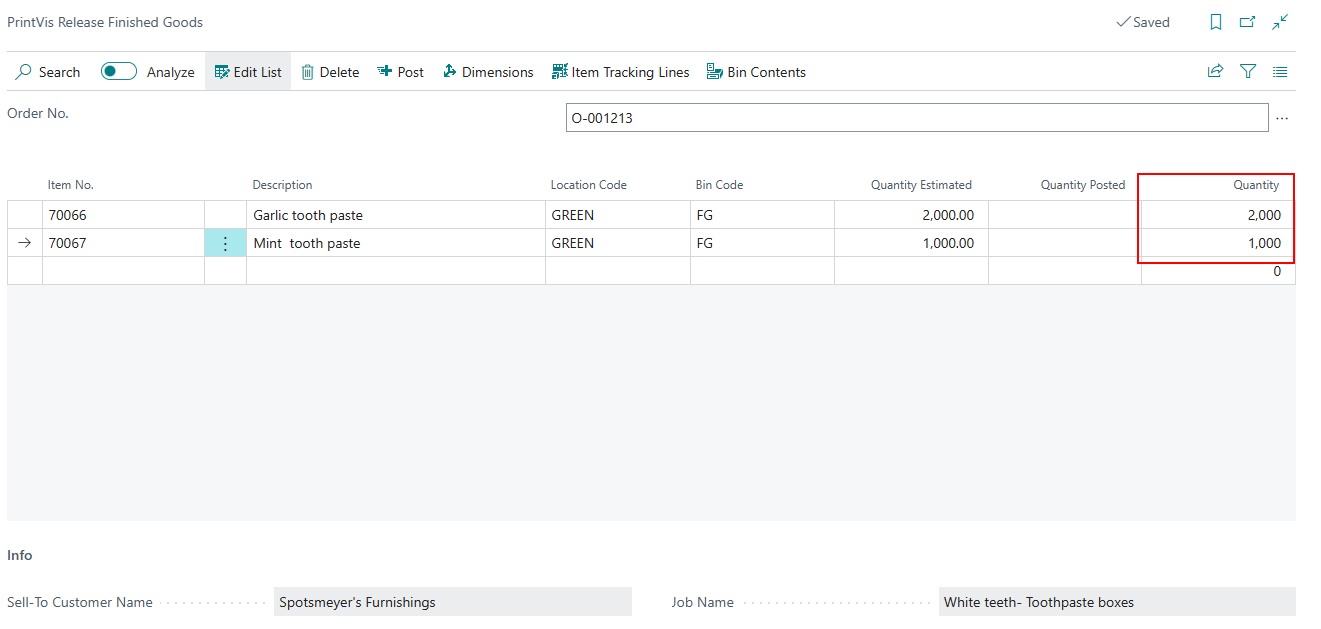 PrintVis Release Finished Goods Saved
Search Analyze Edit List Delete Post Dimensions Item Tracking Lines Bin Contents
Order No. O-001213 ...
Item No. Description Location Code Bin Code Quantity Estimated Quantity Posted Quantity
70066 Garlic tooth paste GREEN FG 2,000.00 2,000
70067 Mint  tooth paste GREEN FG 1,000.00 1,000
0
Info
Sell-To Customer Name Spotsmeyer's Furnishings Job Name White teeth- Toothpaste boxes